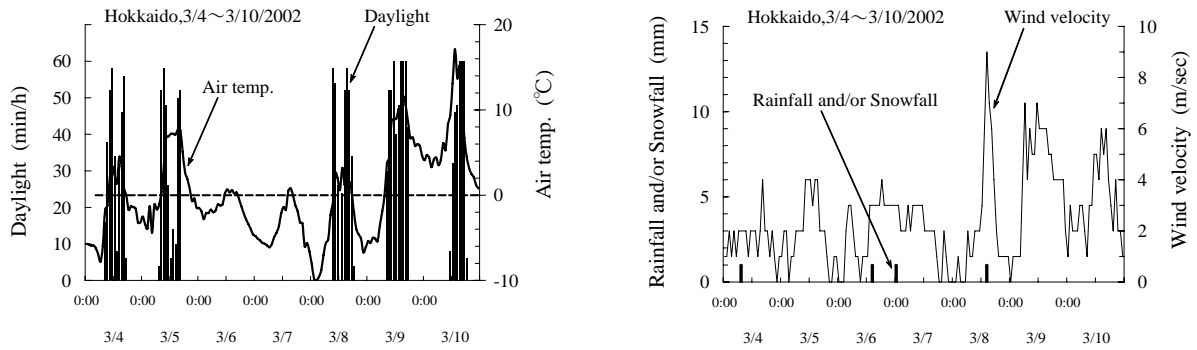 Hokkaido,3/4～3/10/2002
Daylight
Air temp.
Daylight (min/h)
60
50
40
30
20
10
0
Air temp. (℃)
20
10
0
-10
0:00 0:00 0:00 0:00 0:00 0:00 0:00
3/4 3/5 3/6 3/7 3/8 3/9 3/10
Hokkaido,3/4～3/10/2002
Wind velocity
Rainfall and/or Snowfall
Rainfall and/or Snowfall (mm)
15
10
5
0
Wind velocity (m/sec)
10
8
6
4
2
0
0:00 0:00 0:00 0:00 0:00 0:00 0:00
3/4 3/5 3/6 3/7 3/8 3/9 3/10